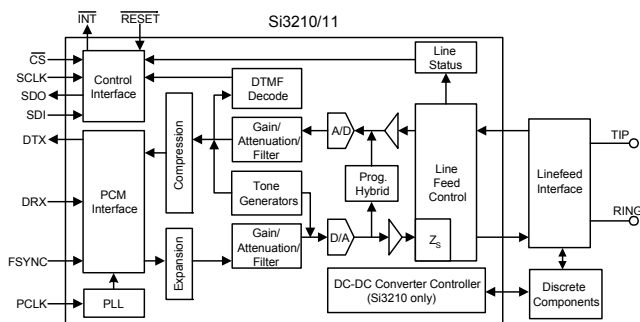 INT
RESET
Si3210/11
CS
SCLK
SDO
SDI
DTX
DRX
FSYNC
PCLK
Control
Interface
PCM
Interface
PLL
Compression
Expansion
DTMF
Decode
Gain/
Attenuation/
Filter
Tone
Generators
Gain/
Attenuation/
Filter
A/D
Prog.
Hybrid
D/A
Line
Status
Line
Feed
Control
ZS
DC-DC Converter Controller
(Si3210 only)
Linefeed
Interface
TIP
RING
Discrete
Components